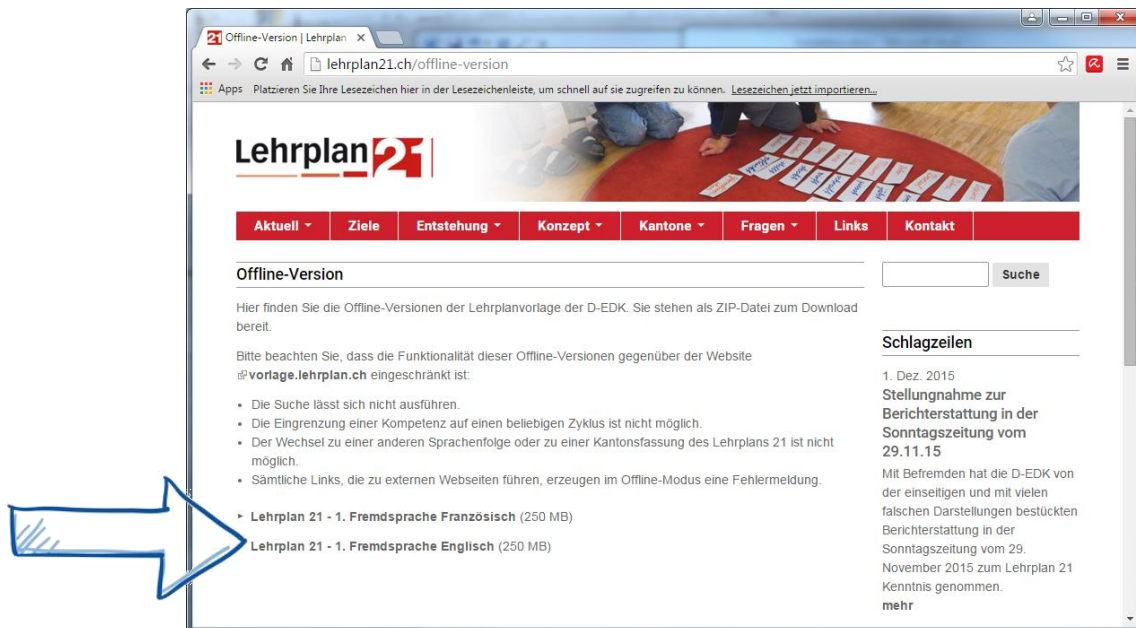 Offline-Version | Lehrplan
lehrplan21.ch/offline-version
Apps Platzieren Sie Ihre Lesezeichen hier in der Lesezeichenleiste, um schnell auf sie zugreifen zu können. Lesezeichen jetzt importieren...
Lehrplan 21
Aktuell Ziele Entstehung Konzept Kantone Fragen Links Kontakt
Offline-Version
Hier finden Sie die Offline-Versionen der Lehrplanvorlage der D-EDK. Sie stehen als ZIP-Datei zum Download
bereit.
Bitte beachten Sie, dass die Funktionalität dieser Offline-Versionen gegenüber der Website
vorlage.lehrplan.ch eingeschränkt ist:
• Die Suche lässt sich nicht ausführen.
• Die Eingrenzung einer Kompetenz auf einen beliebigen Zyklus ist nicht möglich.
• Der Wechsel zu einer anderen Sprachenfolge oder zu einer Kantonsfassung des Lehrplans 21 ist nicht
möglich.
• Sämtliche Links, die zu externen Webseiten führen, erzeugen im Offline-Modus eine Fehlermeldung.
Lehrplan 21 - 1. Fremdsprache Französisch (250 MB)
Lehrplan 21 - 1. Fremdsprache Englisch (250 MB)
Suche
Schlagzeilen
1. Dez. 2015
Stellungnahme zur
Berichterstattung in der
Sonntagszeitung vom
29.11.15
Mit Befremden hat die D-EDK von
der einseitigen und mit vielen
falschen Darstellungen bestückten
Berichterstattung in der
Sonntagszeitung vom 29.
November 2015 zum Lehrplan 21
Kenntnis genommen.
mehr